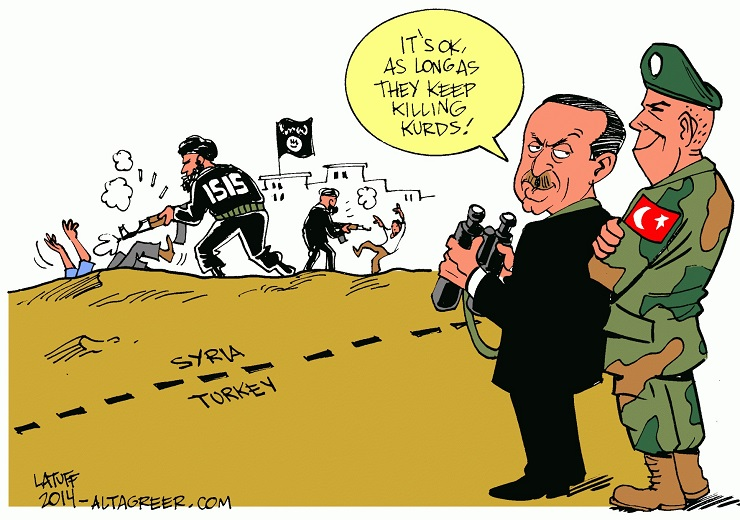 IT'S OK,
AS LONG AS
THEY KEEP
KILLING
KURDS!
ISIS
SYRIA
TURKEY
LATUFF
2014-ALTAGREER.COM